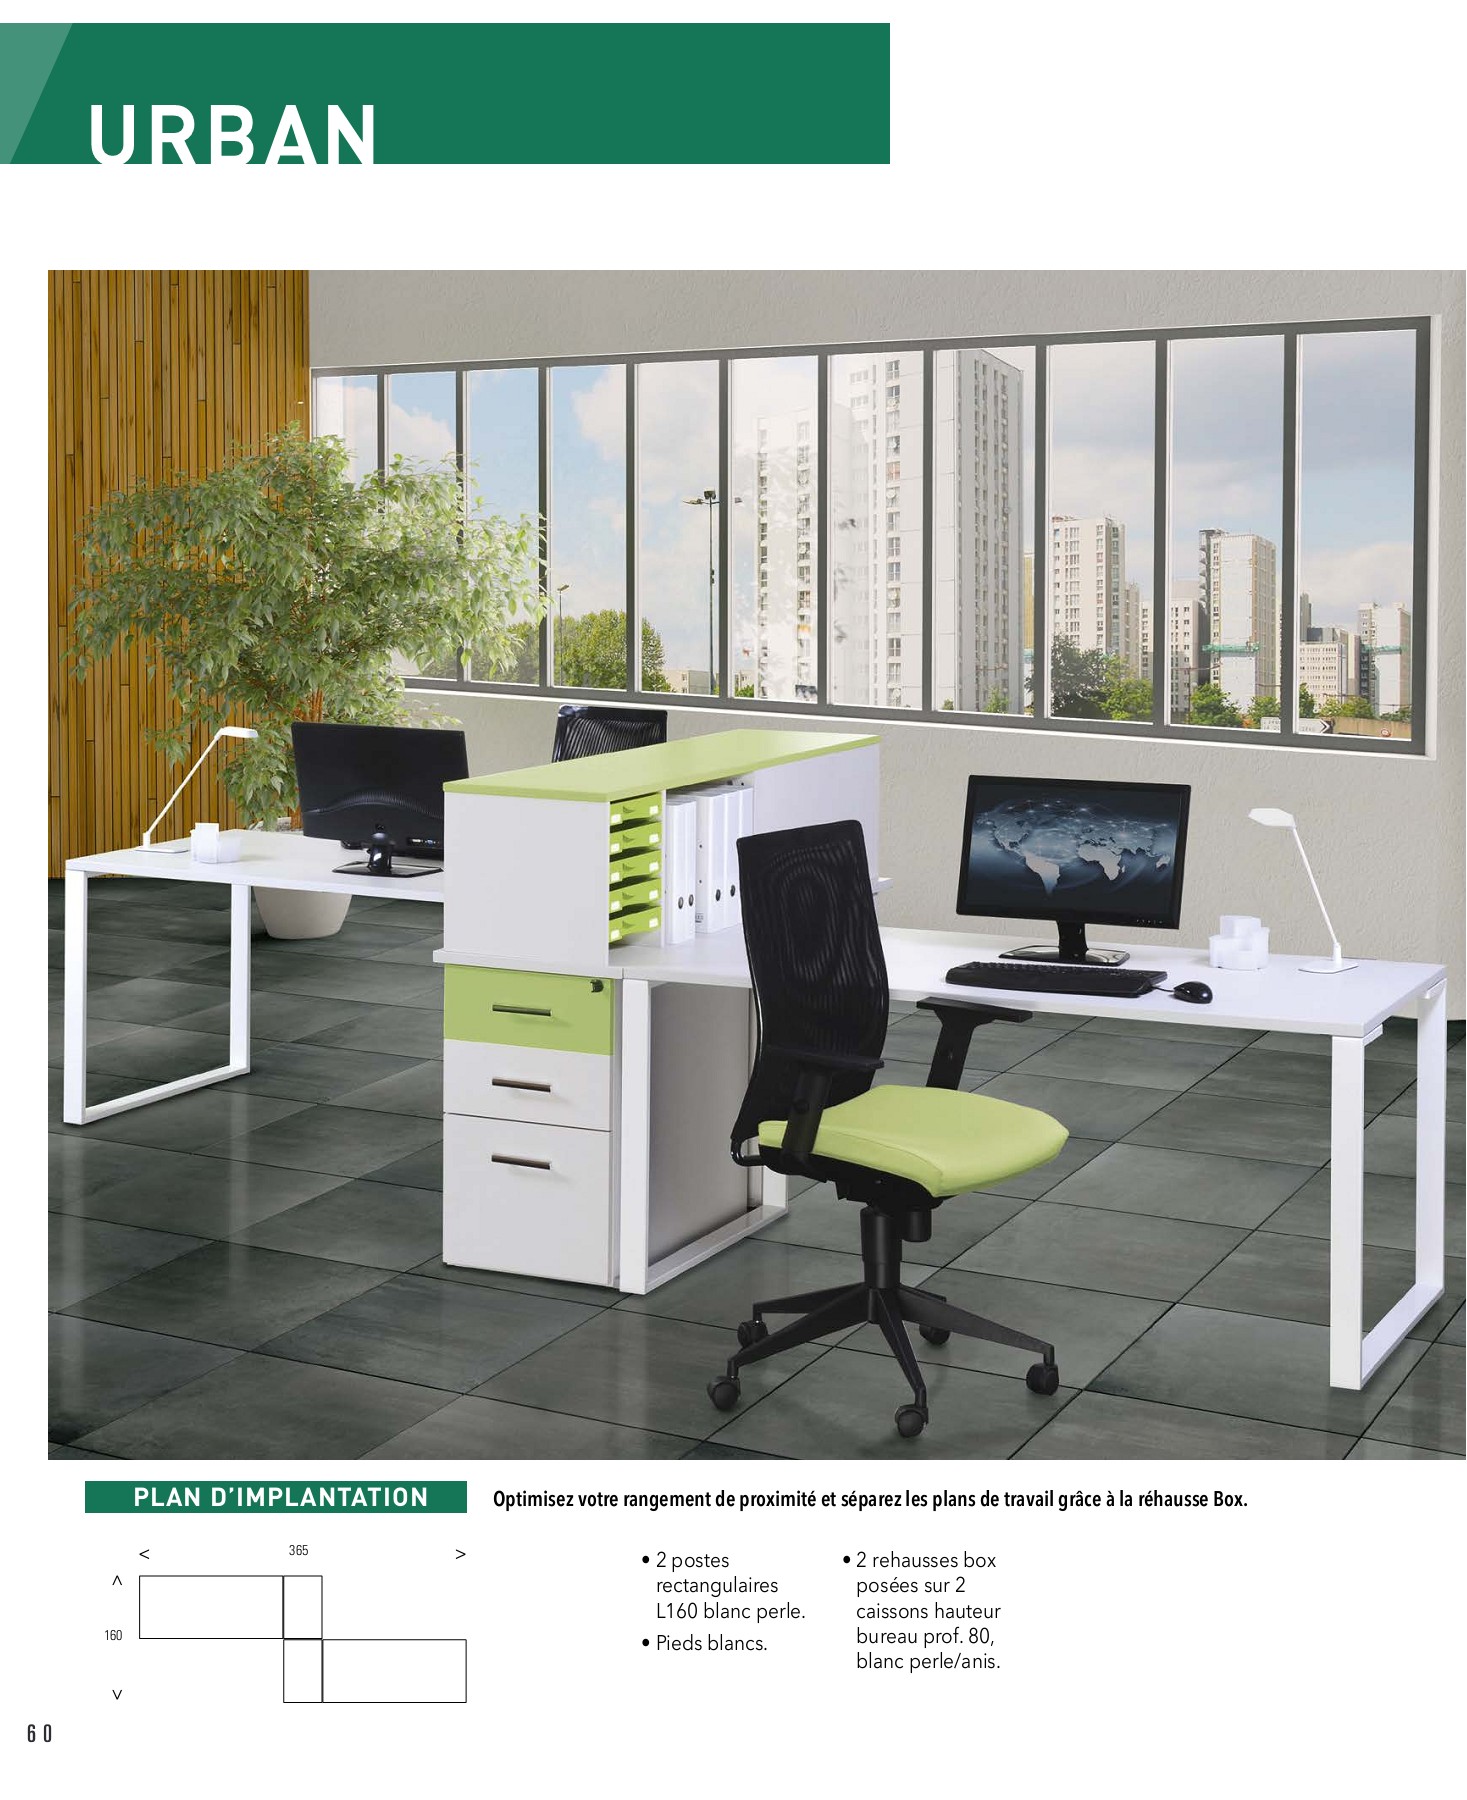 URBAN
PLAN D'IMPLANTATION
Optimisez votre rangement de proximité et séparez les plans de travail grâce à la réhausse Box.
< 365 >
160
• 2 postes
rectangulaires
L160 blanc perle.
• Pieds blancs.
• 2 rehausses box
posées sur 2
caissons hauteur
bureau prof. 80,
blanc perle/anis.
60